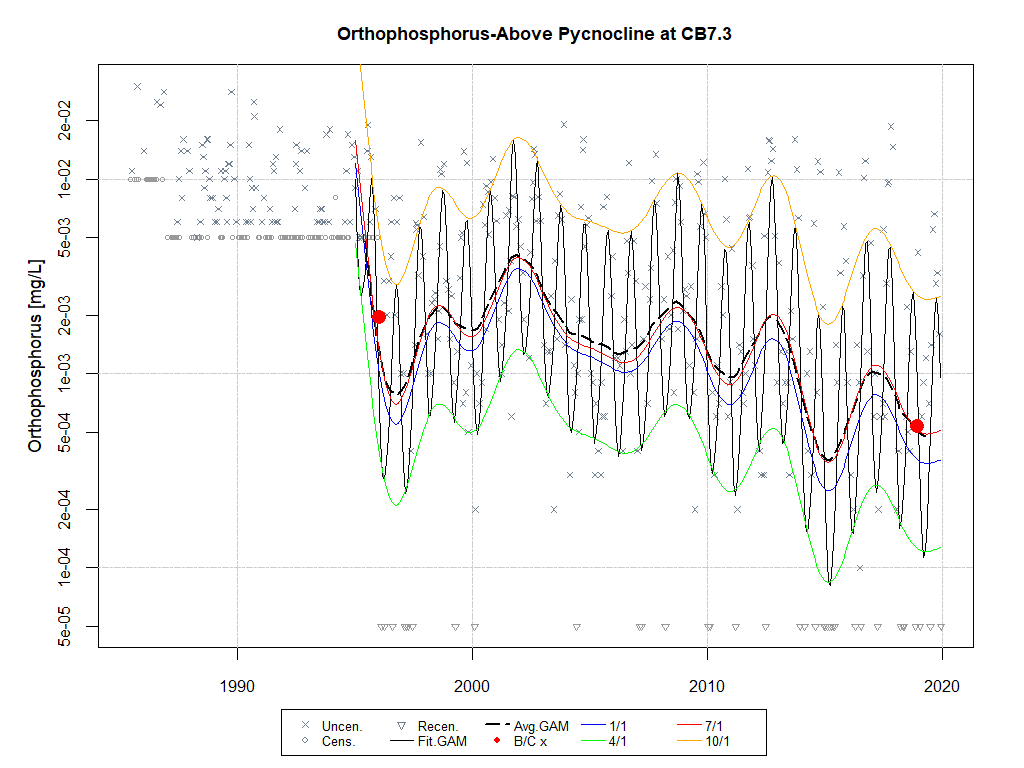 Orthophosphorus-Above Pycnocline at CB7.3
Orthophosphorus [mg/L]
2e-02
1e-02
5e-03
2e-03
1e-03
5e-04
2e-04
1e-04
5e-05
1990 2000 2010 2020
Uncen. Recen. Avg.GAM 1/1 7/1
Cens. Fit.GAM B/C x 4/1 10/1